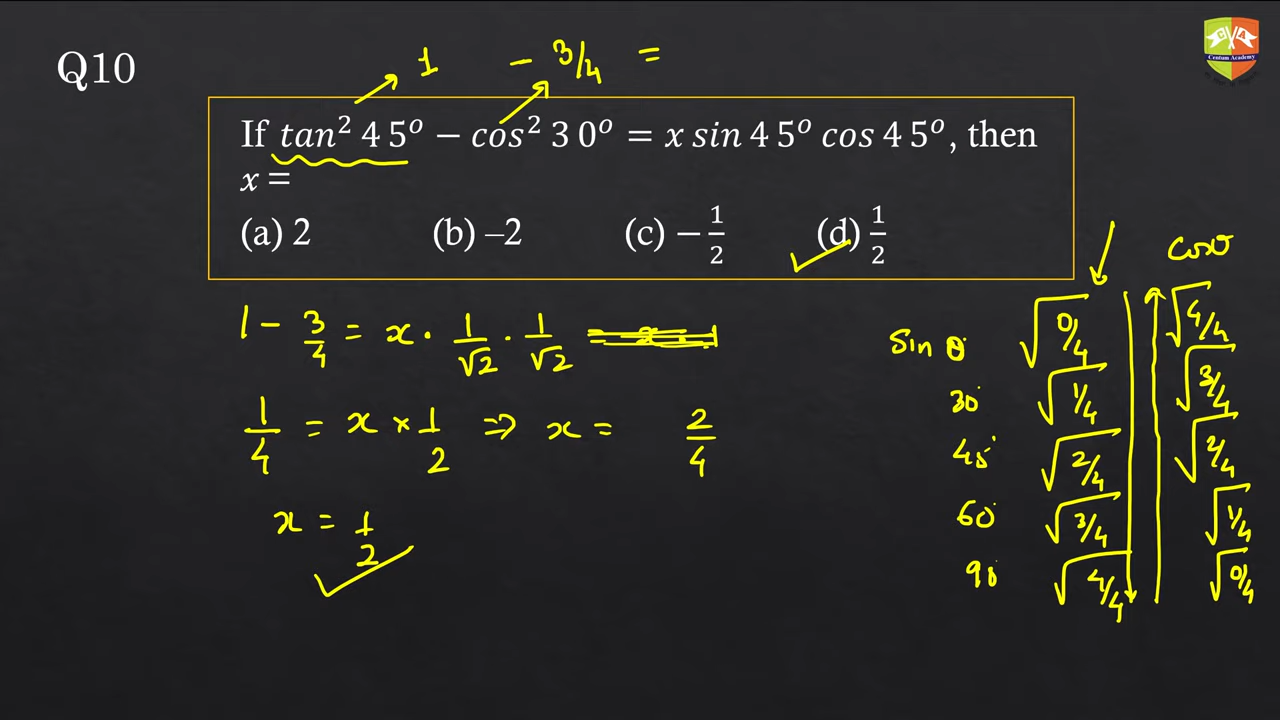 Q10
1 - 3/4 =
If tan² 45° − cos² 30° = x sin 45° cos 45°, then
x =
(a) 2 (b) –2 (c) −1/2 (d) 1/2
1 - 3/4 = x · 1/√2 · 1/√2
1/4 = x × 1/2 ⇒ x = 2/4
x = 1/2
cosθ
sin θ √0/4 √4/4
30° √1/4 √3/4
45° √2/4 √2/4
60° √3/4 √1/4
90° √4/4 √0/4
C A
Centum Academy